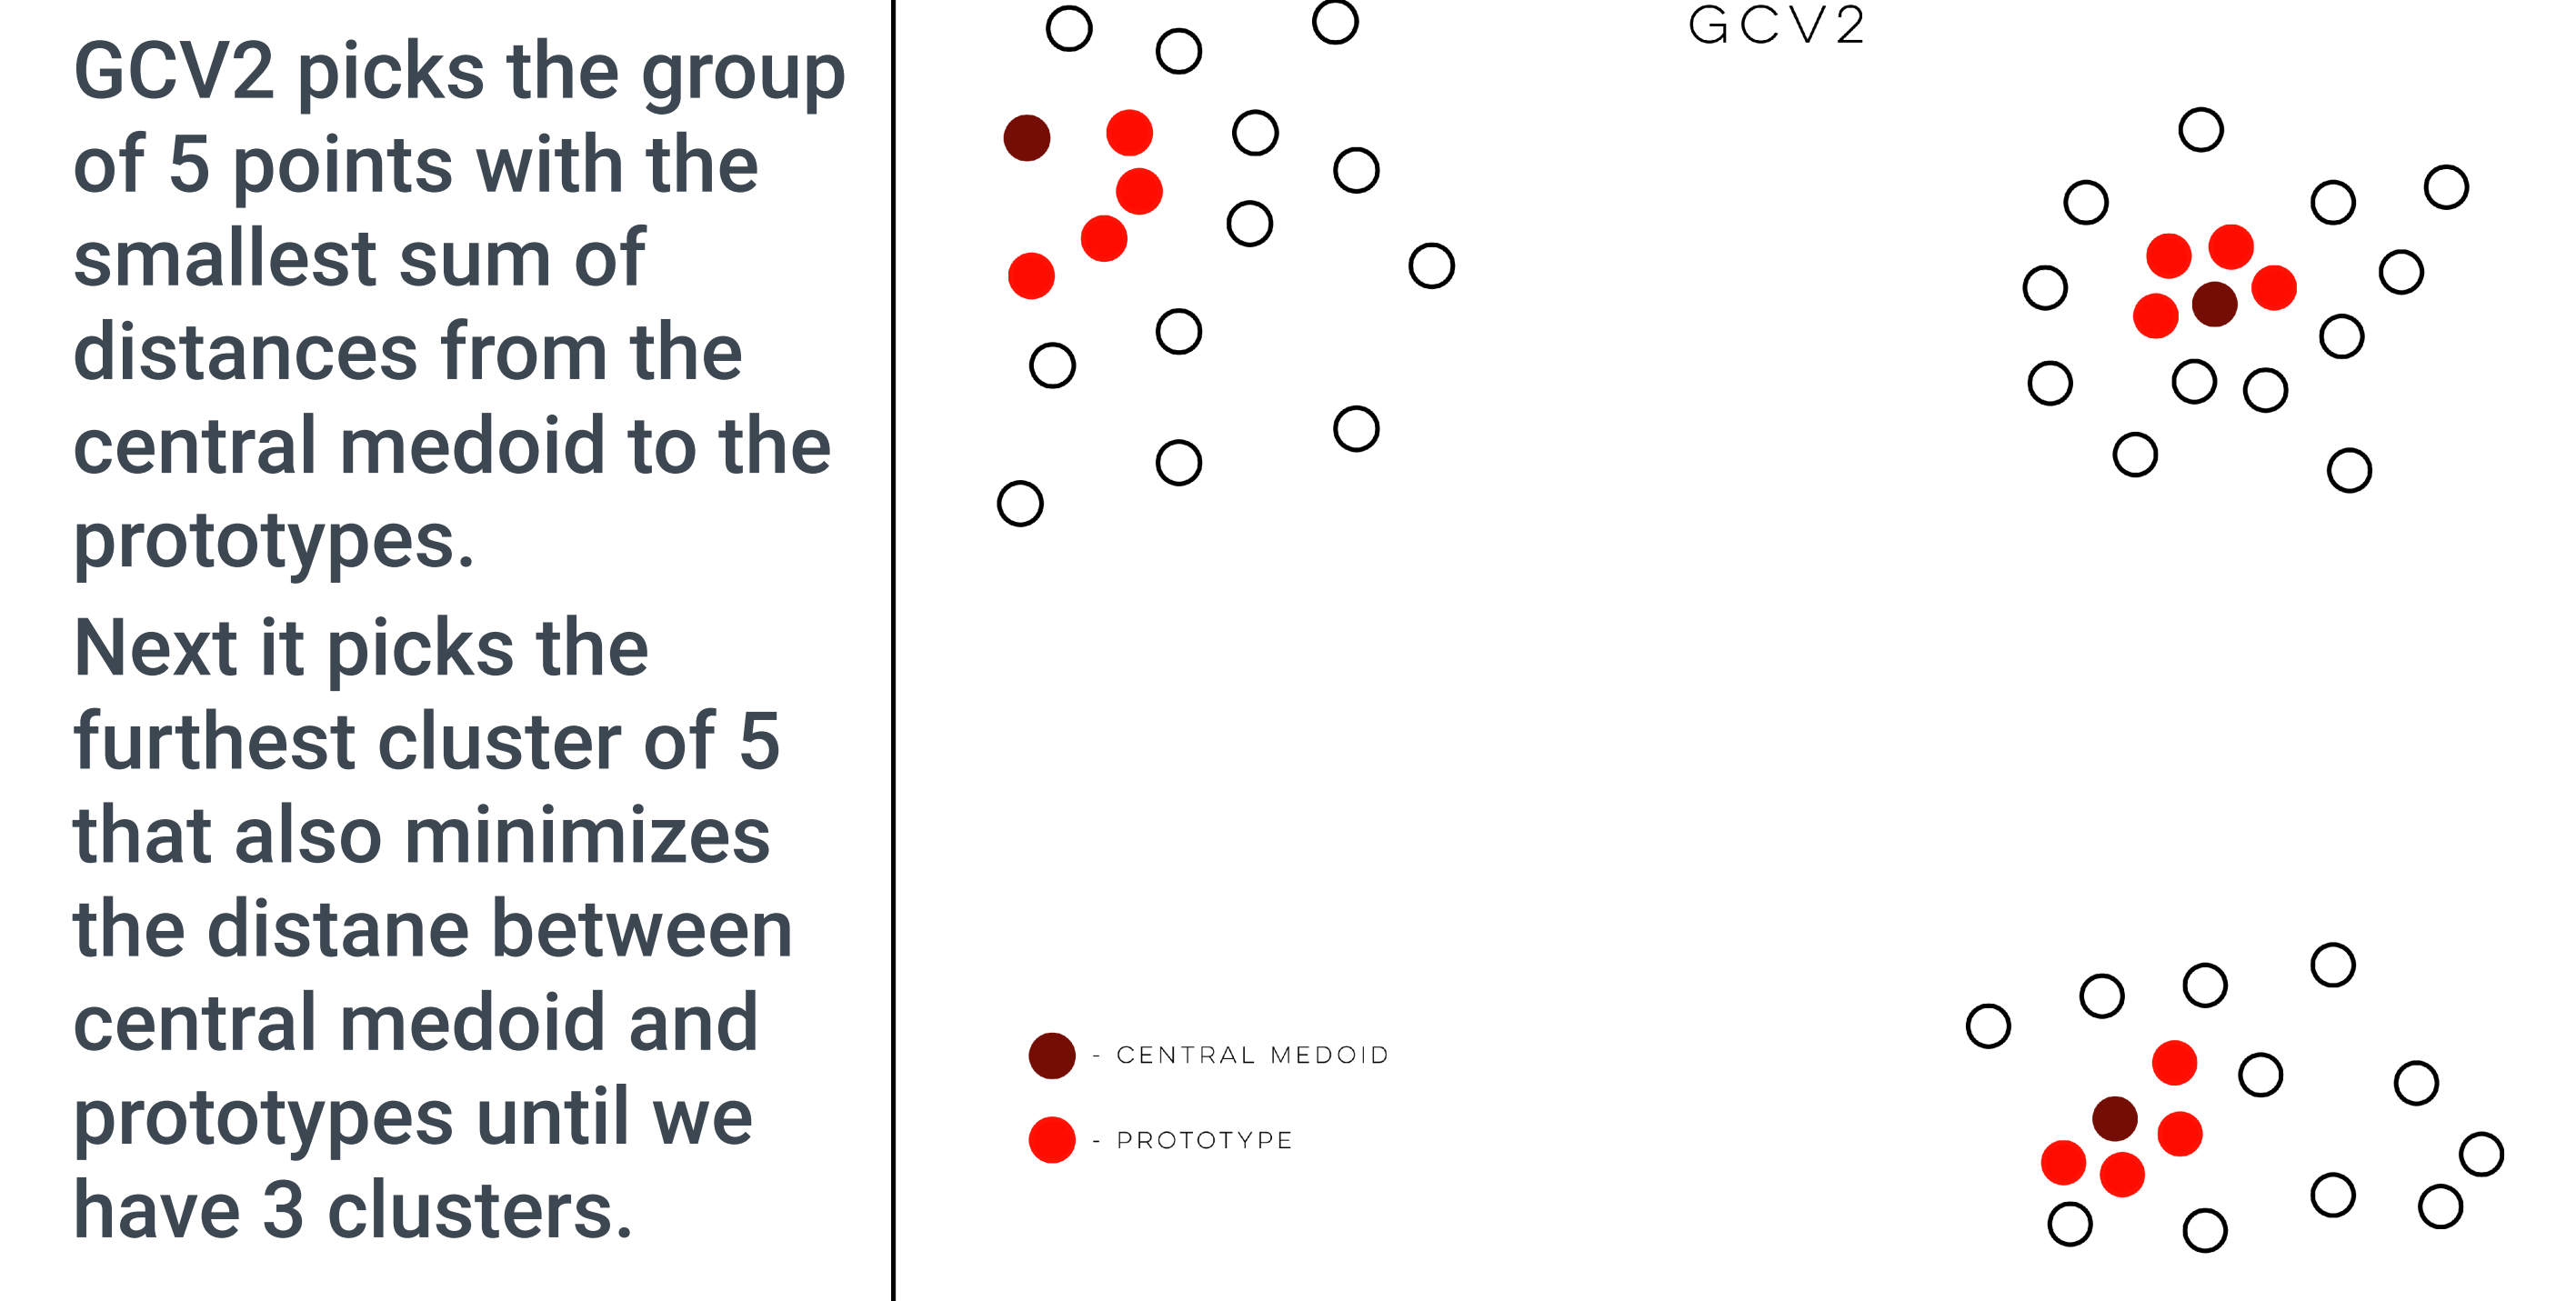 GCV2 picks the group
of 5 points with the
smallest sum of
distances from the
central medoid to the
prototypes.
Next it picks the
furthest cluster of 5
that also minimizes
the distane between
central medoid and
prototypes until we
have 3 clusters.
GCV2
- CENTRAL MEDOID
- PROTOTYPE